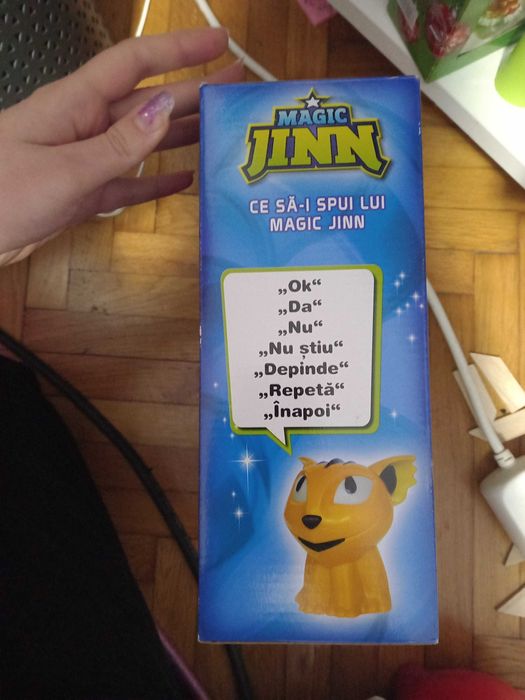 MAGIC
JINN
CE SĂ-I SPUI LUI
MAGIC JINN
„Ok“
„Da“
„Nu“
„Nu știu“
„Depinde“
„Repetă“
„Înapoi“